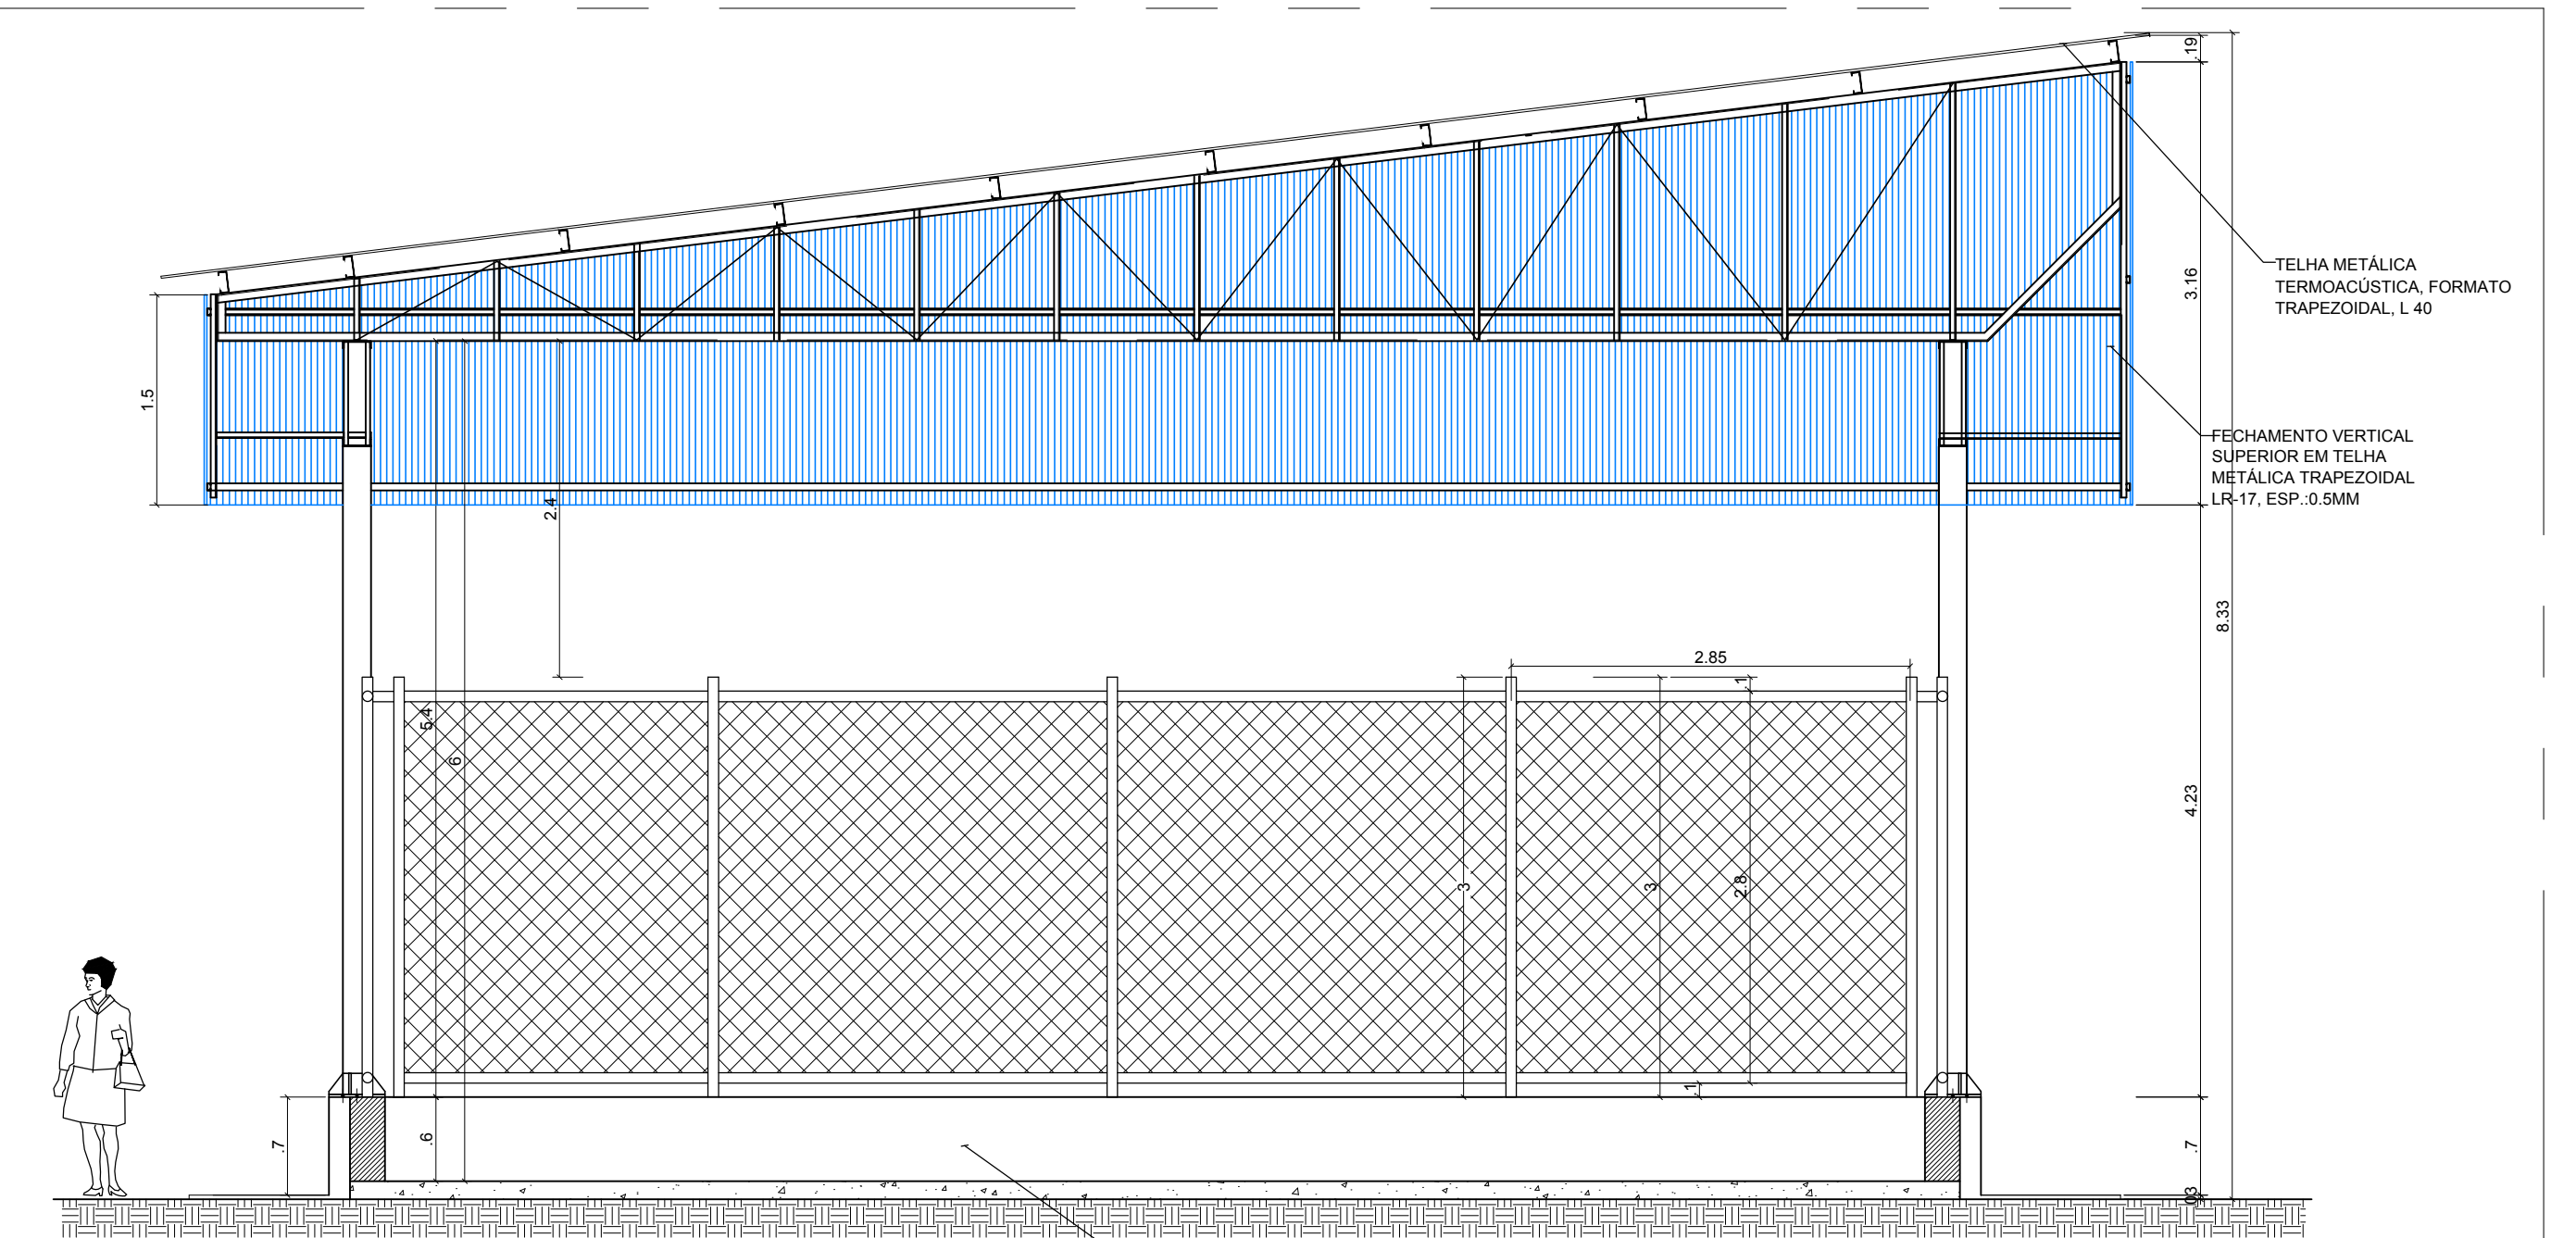 .19
3.16
TELHA METÁLICA
TERMOACÚSTICA, FORMATO
TRAPEZOIDAL, L 40
1.5
FECHAMENTO VERTICAL
SUPERIOR EM TELHA
METÁLICA TRAPEZOIDAL
LR-17, ESP.:0.5MM
2.4
8.33
2.85
.1
5.4
6
4.23
3
3
2.8
.1
.7
.6
.7
.03